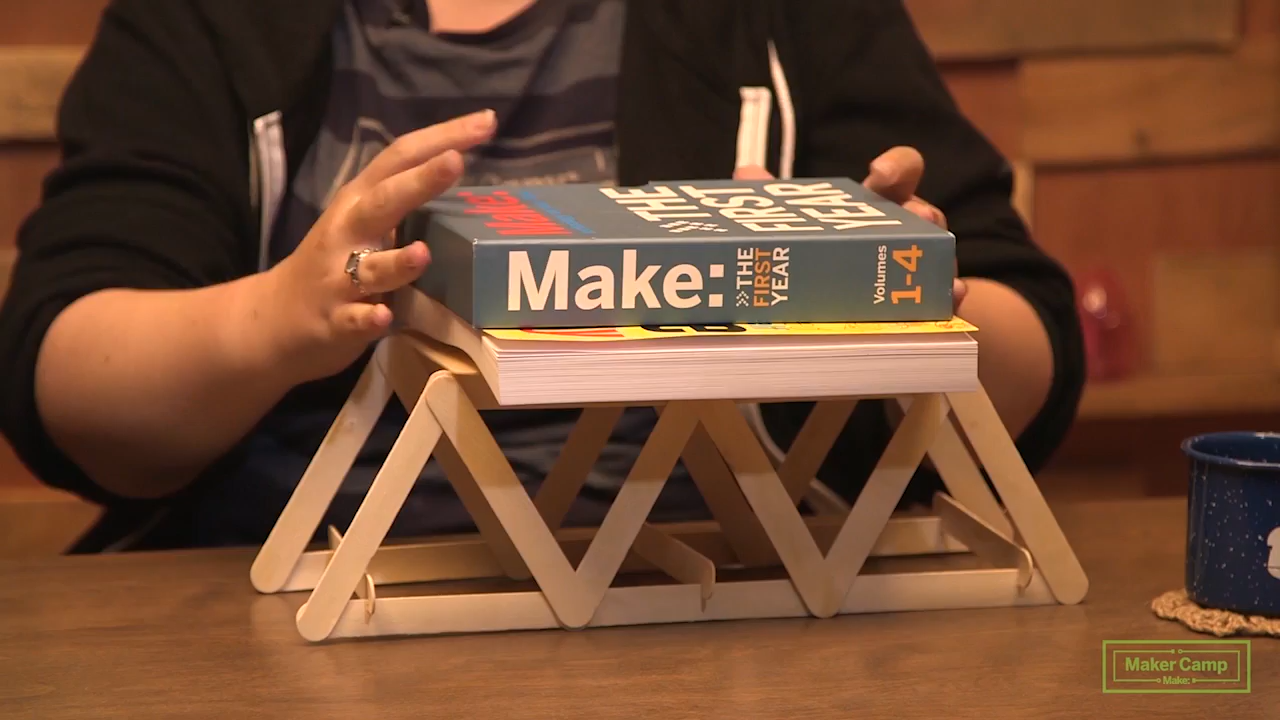 Make:
THE
FIRST
YEAR
Make:
THE
FIRST
YEAR
Volumes
1-4
Maker Camp
Make: